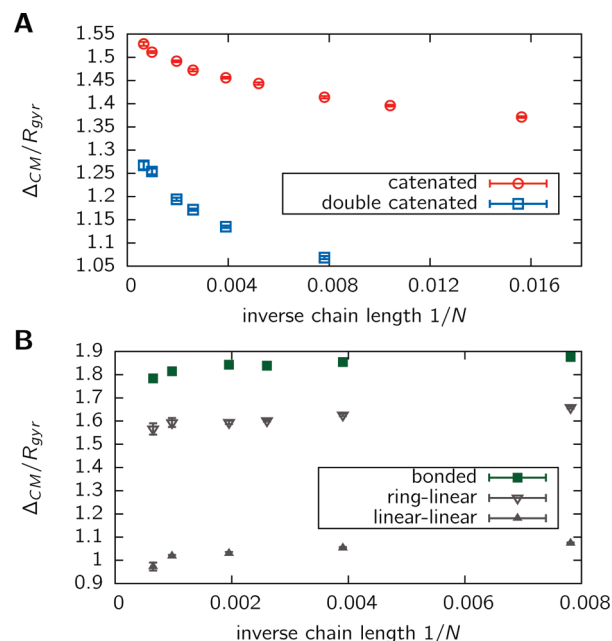 A
1.55
1.5
1.45
1.4
1.35
1.3
1.25
1.2
1.15
1.1
1.05
Δ_CM/R_gyr
catenated
double catenated
0 0.004 0.008 0.012 0.016
inverse chain length 1/N
B
1.9
1.8
1.7
1.6
1.5
1.4
1.3
1.2
1.1
1
0.9
Δ_CM/R_gyr
bonded
ring-linear
linear-linear
0 0.002 0.004 0.006 0.008
inverse chain length 1/N